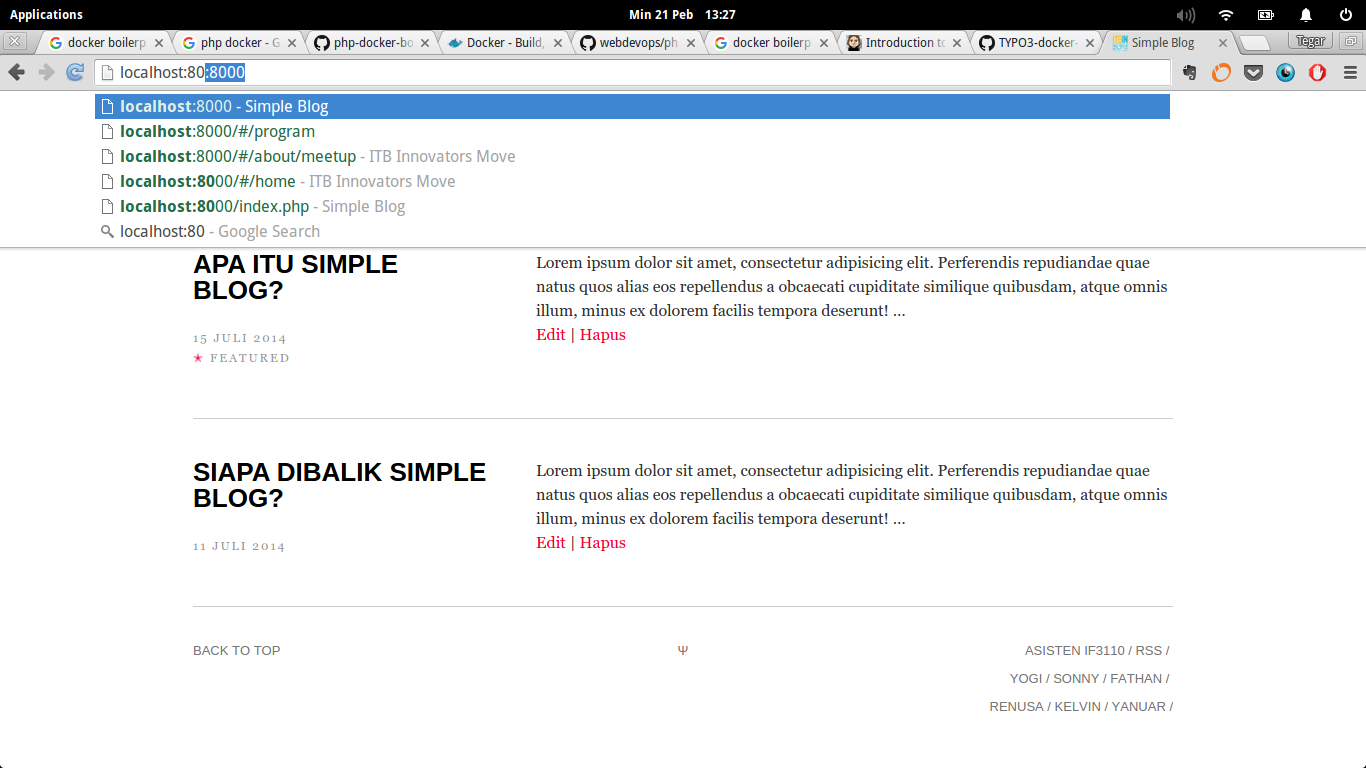 Applications
Min 21 Peb 13:27
docker boilerp
php docker - G
php-docker-bo
Docker - Build,
webdevops/ph
docker boilerp
Introduction to
TYPO3-docker-
Simple Blog
Tegar
localhost:80:8000
localhost:8000 - Simple Blog
localhost:8000/#/program
localhost:8000/#/about/meetup - ITB Innovators Move
localhost:8000/#/home - ITB Innovators Move
localhost:8000/index.php - Simple Blog
localhost:80 - Google Search
APA ITU SIMPLE
BLOG?
15 JULI 2014
★ FEATURED
Lorem ipsum dolor sit amet, consectetur adipisicing elit. Perferendis repudiandae quae
natus quos alias eos repellendus a obcaecati cupiditate similique quibusdam, atque omnis
illum, minus ex dolorem facilis tempora deserunt! ...
Edit | Hapus
SIAPA DIBALIK SIMPLE
BLOG?
11 JULI 2014
Lorem ipsum dolor sit amet, consectetur adipisicing elit. Perferendis repudiandae quae
natus quos alias eos repellendus a obcaecati cupiditate similique quibusdam, atque omnis
illum, minus ex dolorem facilis tempora deserunt! ...
Edit | Hapus
BACK TO TOP
Ψ
ASISTEN IF3110 / RSS /
YOGI / SONNY / FATHAN /
RENUSA / KELVIN / YANUAR /